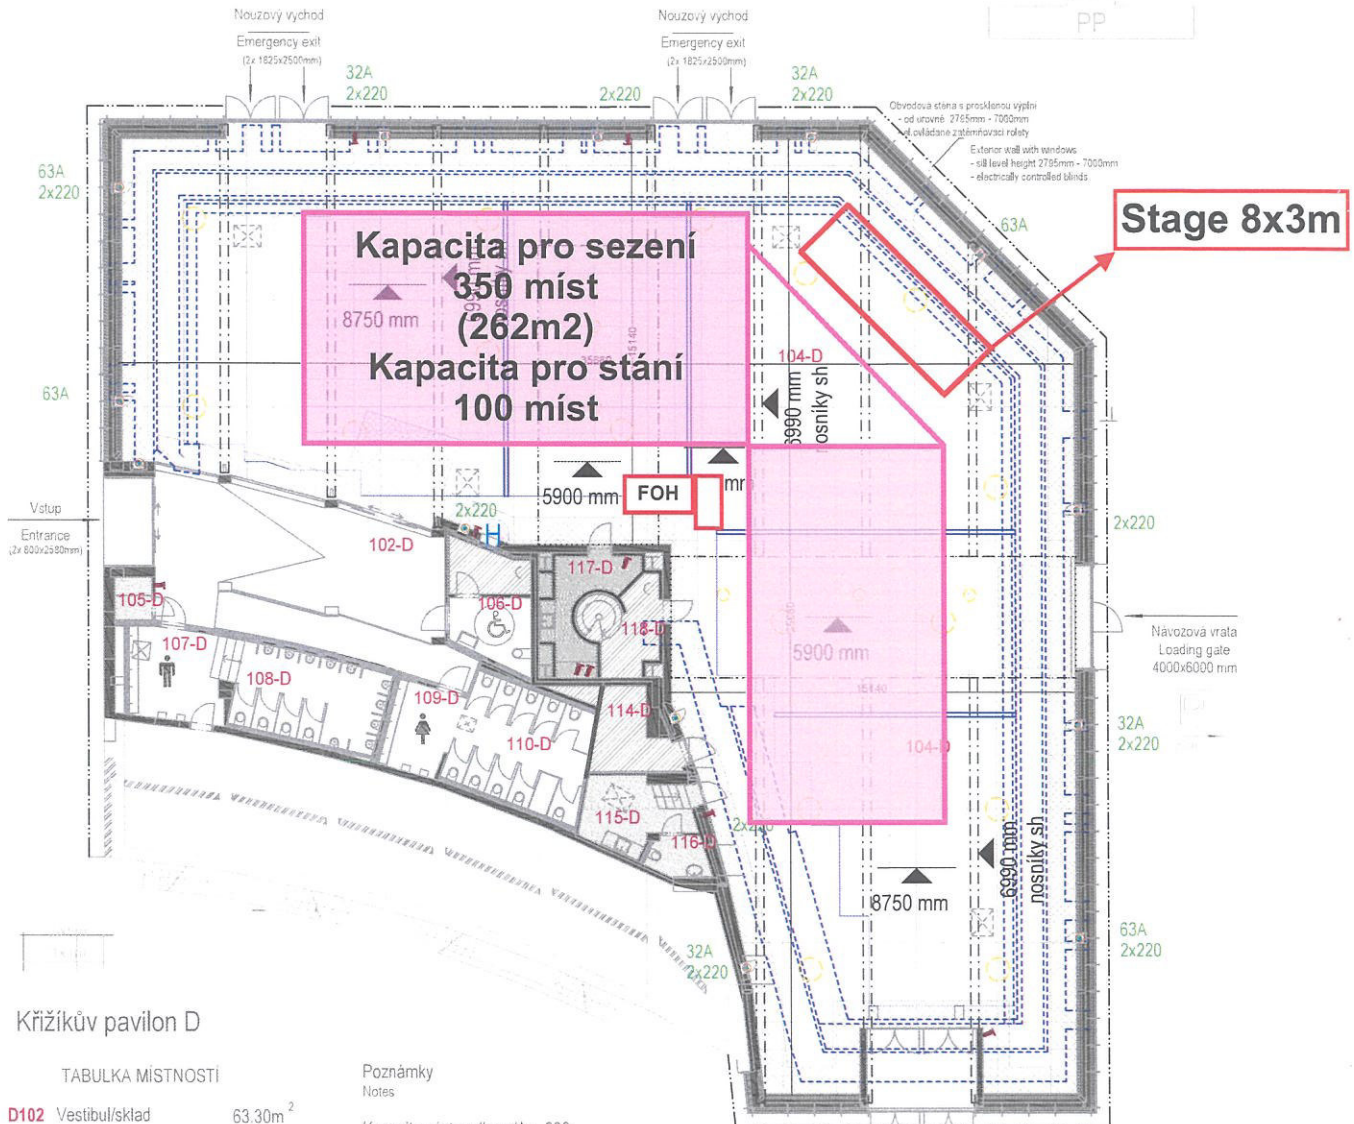 Nouzový východ
Emergency exit
(2x 1825x2500mm)
Nouzový východ
Emergency exit
(2x 1825x2500mm)
PP
32A
2x220
2x220
32A
2x220
Obvodová stěna s prosklenou výplní
- od úrovně 2785mm - 7000mm
Exterior wall with windows
- sill level height 2785mm - 7000mm
- electrically controlled blinds
63A
2x220
63A
Stage 8x3m
Kapacita pro sezení
350 míst
(262m2)
Kapacita pro stání
100 míst
8750 mm
35860
15140
104-D
6990 mm
nosníky sh
63A
5900 mm
FOH
2x220
H
2x220
Vstup
Entrance
(2x 800x2580mm)
102-D
117-D
105-D
106-D
118-D
107-D
108-D
109-D
110-D
114-D
115-D
116-D
5900 mm
15140
104-D
Návozová vrata
Loading gate
4000x6000 mm
32A
2x220
2x220
6990 mm
nosníky sh
8750 mm
63A
2x220
32A
2x220
Křižíkův pavilon D
TABULKA MÍSTNOSTÍ
Poznámky
Notes
D102 Vestibul/sklad 63.30m²